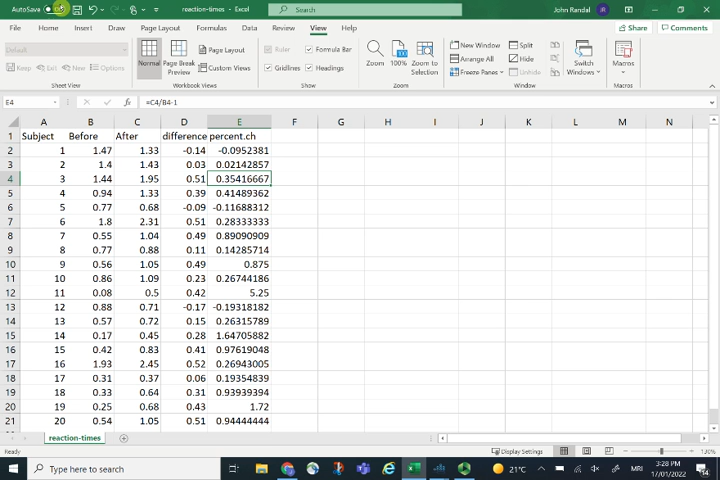 AutoSave Off reaction-times - Excel Search John Randal JR
File Home Insert Draw Page Layout Formulas Data Review View Help Share Comments
Default
Keep Exit New Options
Sheet View
Normal Page Break Preview Page Layout Custom Views
Workbook Views
Ruler Formula Bar
Gridlines Headings
Show
Zoom 100% Zoom to Selection
Zoom
New Window Split
Arrange All Hide
Freeze Panes Unhide
Switch Windows
Window
Macros
Macros
E4 fx =C4/B4-1
A B C D E F G H I J K L M N
1 Subject Before After difference percent.ch
2 1 1.47 1.33 -0.14 -0.0952381
3 2 1.4 1.43 0.03 0.02142857
4 3 1.44 1.95 0.51 0.35416667
5 4 0.94 1.33 0.39 0.41489362
6 5 0.77 0.68 -0.09 -0.11688312
7 6 1.8 2.31 0.51 0.28333333
8 7 0.55 1.04 0.49 0.89090909
9 8 0.77 0.88 0.11 0.14285714
10 9 0.56 1.05 0.49 0.875
11 10 0.86 1.09 0.23 0.26744186
12 11 0.08 0.5 0.42 5.25
13 12 0.88 0.71 -0.17 -0.19318182
14 13 0.57 0.72 0.15 0.26315789
15 14 0.17 0.45 0.28 1.64705882
16 15 0.42 0.83 0.41 0.97619048
17 16 1.93 2.45 0.52 0.26943005
18 17 0.31 0.37 0.06 0.19354839
19 18 0.33 0.64 0.31 0.93939394
20 19 0.25 0.68 0.43 1.72
21 20 0.54 1.05 0.51 0.94444444
reaction-times
Ready Display Settings 130%
Type here to search 21°C MRI 3:28 PM
17/01/2022